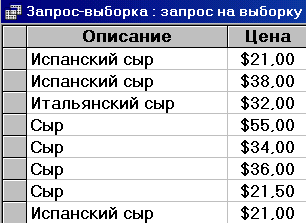 Запрос-выборка : запрос на выборку
Описание Цена
Испанский сыр $21,00
Испанский сыр $38,00
Итальянский сыр $32,00
Сыр $55,00
Сыр $34,00
Сыр $36,00
Сыр $21,50
Испанский сыр $21,00